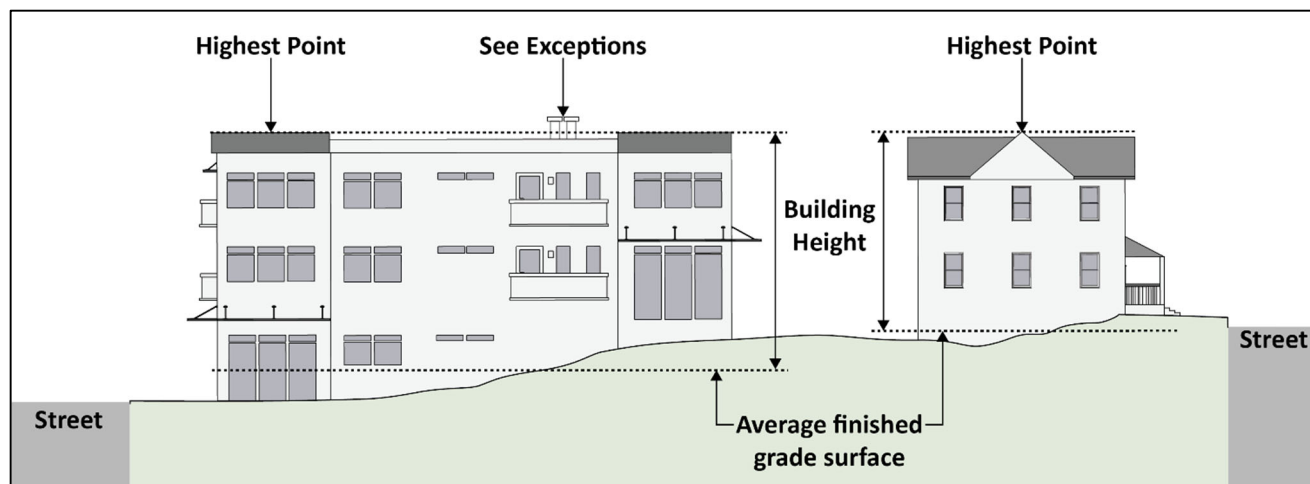 Highest Point
See Exceptions
Highest Point
Building
Height
Street
Street
Average finished
grade surface